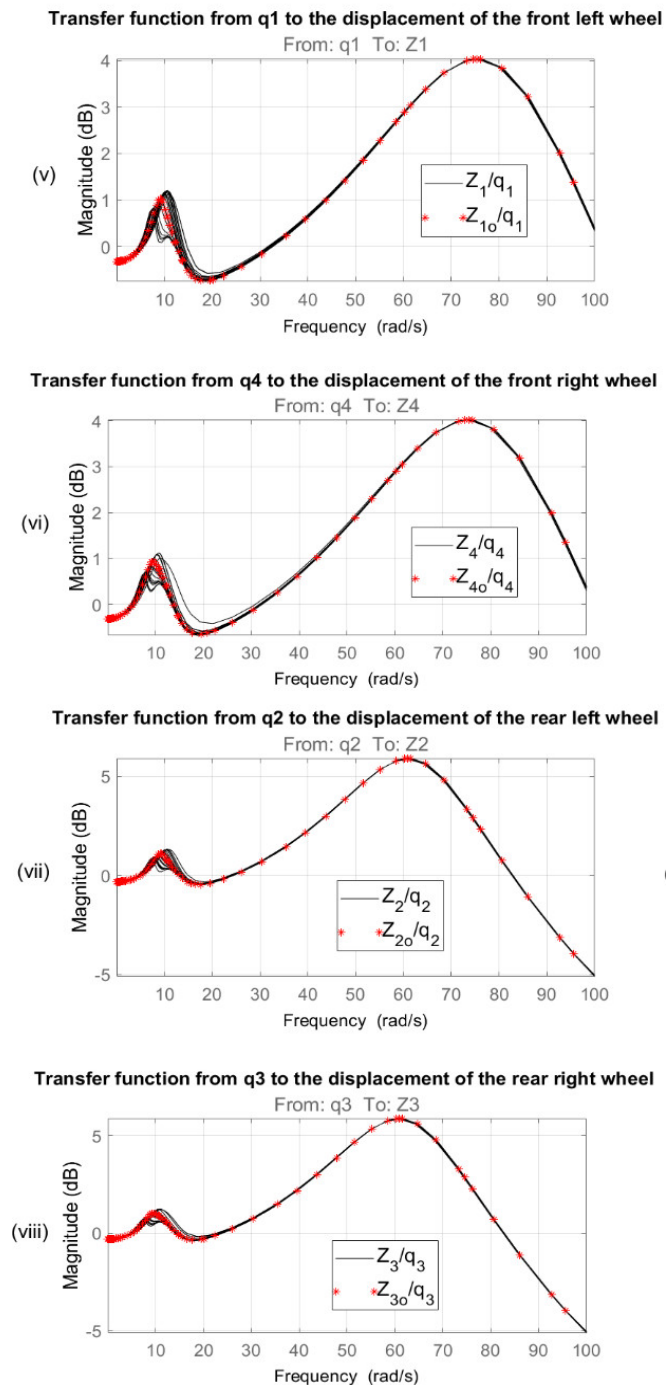 Transfer function from q1 to the displacement of the front left wheel
From: q1 To: Z1
(v)
Magnitude (dB)
4
3
2
1
0
Z1/q1
Z1o/q1
10 20 30 40 50 60 70 80 90 100
Frequency (rad/s)
Transfer function from q4 to the displacement of the front right wheel
From: q4 To: Z4
(vi)
Magnitude (dB)
4
3
2
1
0
Z4/q4
Z4o/q4
10 20 30 40 50 60 70 80 90 100
Frequency (rad/s)
Transfer function from q2 to the displacement of the rear left wheel
From: q2 To: Z2
(vii)
Magnitude (dB)
5
0
-5
Z2/q2
Z2o/q2
10 20 30 40 50 60 70 80 90 100
Frequency (rad/s)
Transfer function from q3 to the displacement of the rear right wheel
From: q3 To: Z3
(viii)
Magnitude (dB)
5
0
-5
Z3/q3
Z3o/q3
10 20 30 40 50 60 70 80 90 100
Frequency (rad/s)